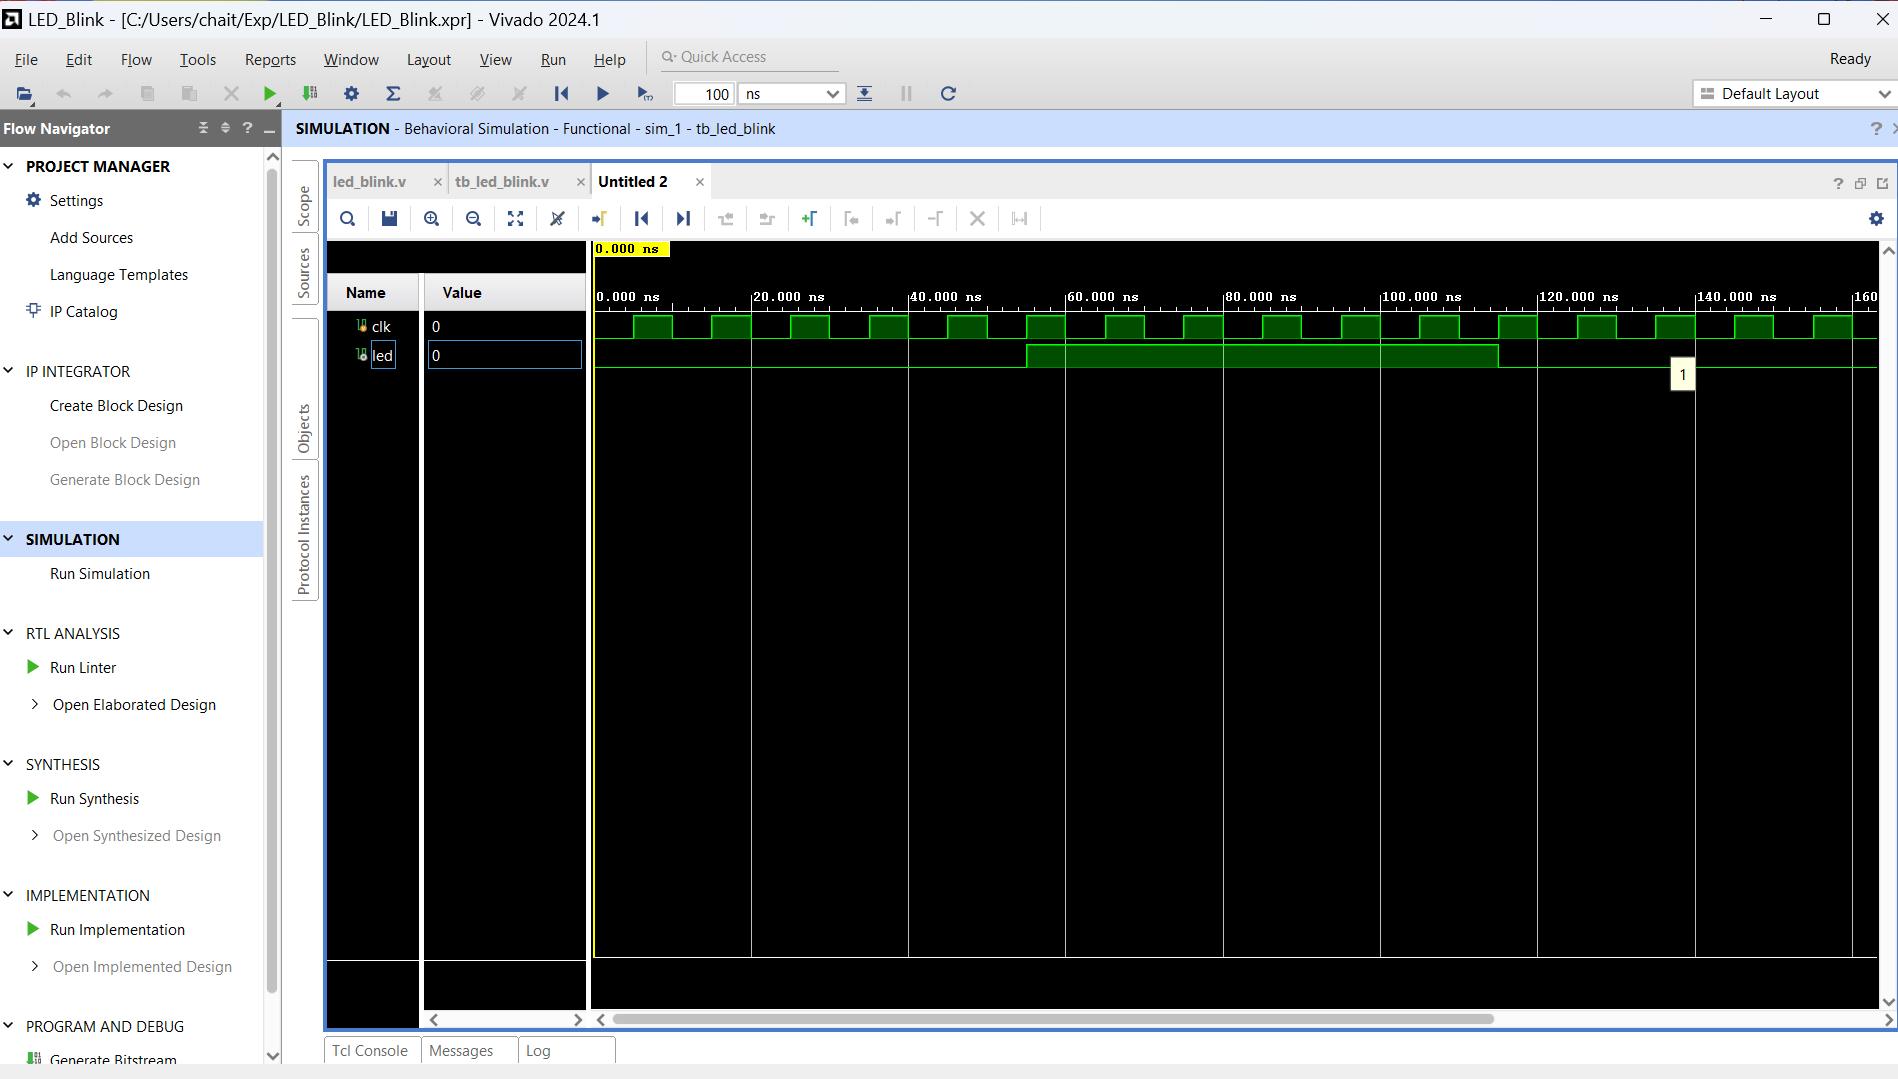 LED_Blink - [C:/Users/chait/Exp/LED_Blink/LED_Blink.xpr] - Vivado 2024.1
File Edit Flow Tools Reports Window Layout View Run Help Quick Access
Ready
100 ns
Default Layout
Flow Navigator
SIMULATION - Behavioral Simulation - Functional - sim_1 - tb_led_blink
PROJECT MANAGER
Settings
Add Sources
Language Templates
IP Catalog
IP INTEGRATOR
Create Block Design
Open Block Design
Generate Block Design
SIMULATION
Run Simulation
RTL ANALYSIS
Run Linter
Open Elaborated Design
SYNTHESIS
Run Synthesis
Open Synthesized Design
IMPLEMENTATION
Run Implementation
Open Implemented Design
PROGRAM AND DEBUG
Generate Bitstream
Scope
Sources
Objects
Protocol Instances
led_blink.v tb_led_blink.v Untitled 2
0.000 ns
Name Value
0.000 ns 20.000 ns 40.000 ns 60.000 ns 80.000 ns 100.000 ns 120.000 ns 140.000 ns 160
clk 0
led 0
1
Tcl Console Messages Log